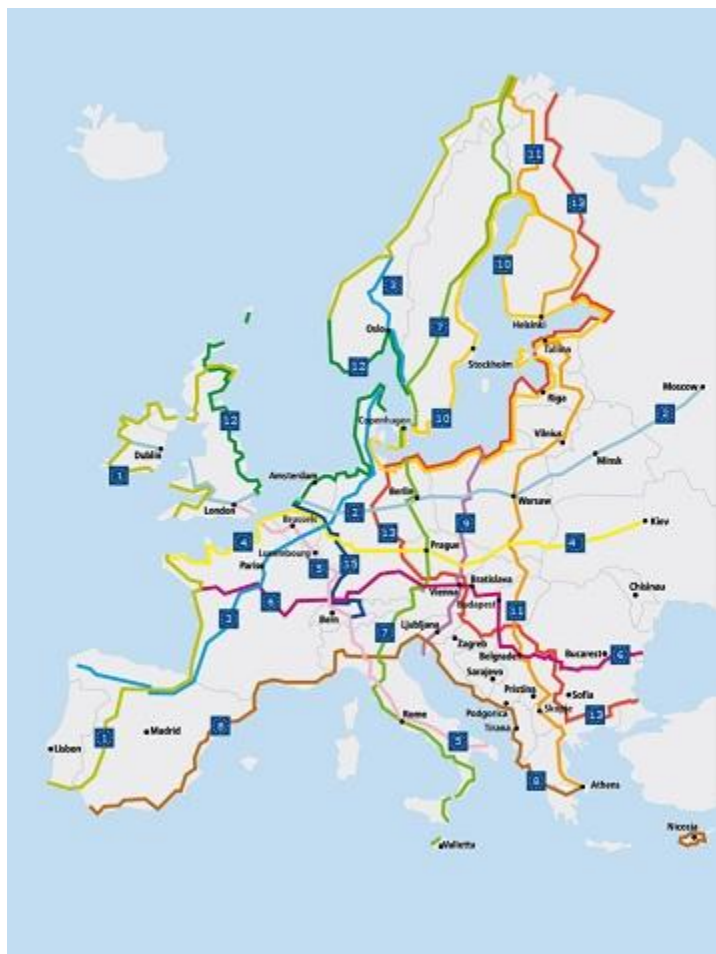 11
13
10
3
7
Oslo
Helsinki
Tallinn
Stockholm
12
10
Moscow
Riga
Copenhagen
12
2
Vilnius
Dublin
Minsk
1
Amsterdam
Berlin
London
2
Warsaw
9
Brussels
Kiev
4
Prague
4
Luxembourg
5
15
Paris
Bratislava
Vienna
Chisinau
6
Budapest
11
Bern
3
7
Ljubljana
Zagreb
Belgrade
Bucarest
6
Sarajevo
Pristina
Sofia
Rome
Podgorica
Skopje
13
8
Madrid
1
Lisbon
5
Tirana
8
Athens
Nicosia
Valletta